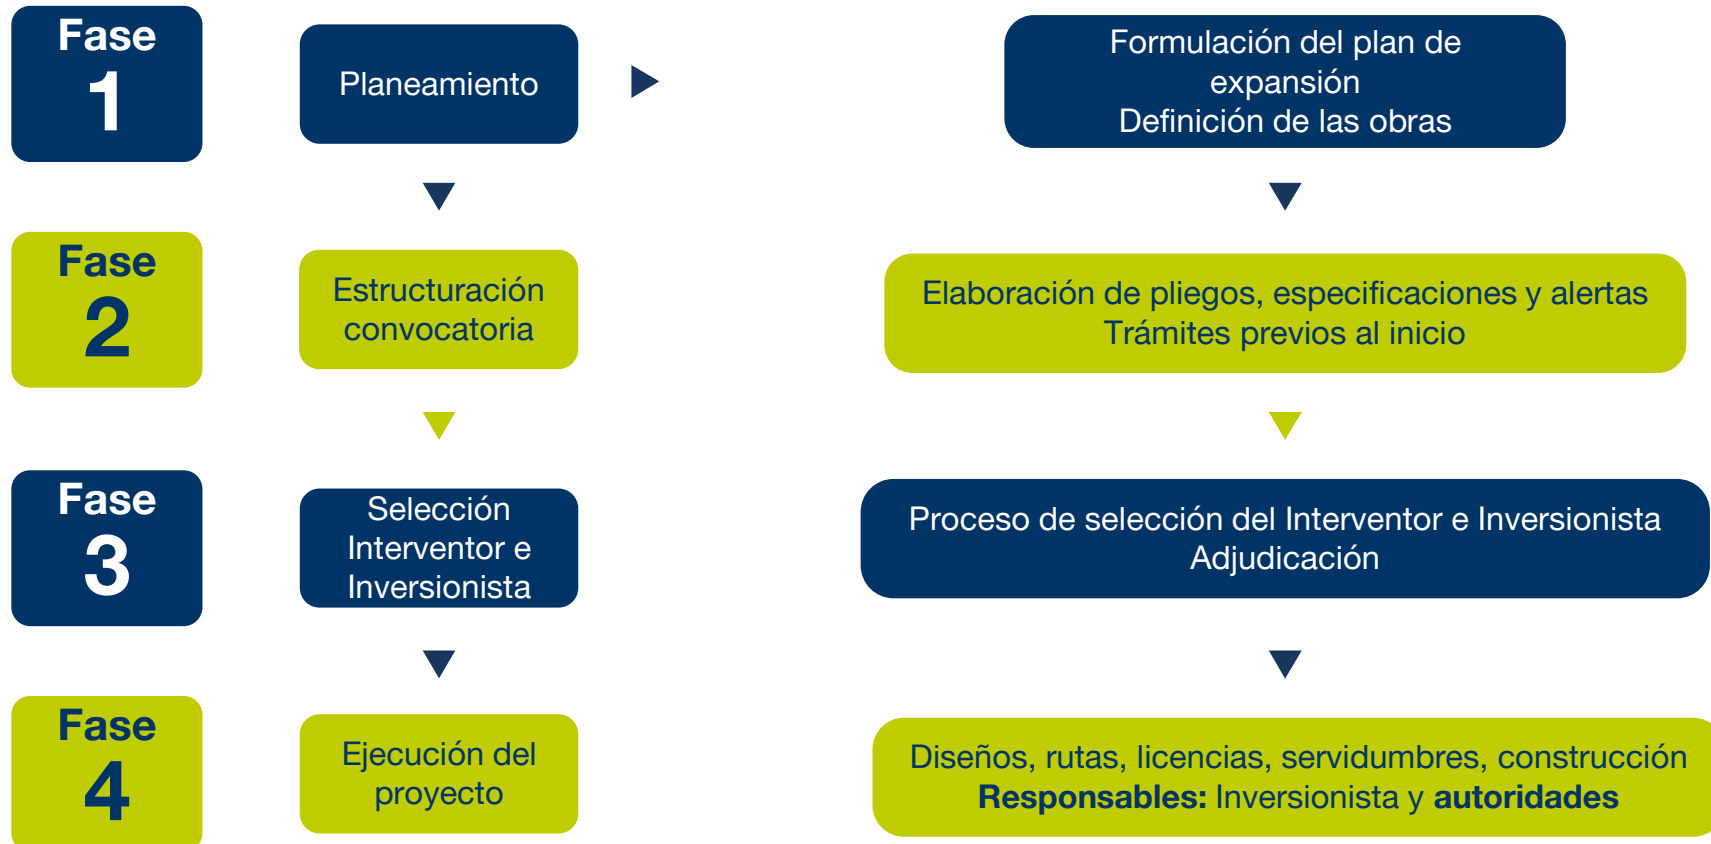 Fase
1
Planeamiento
Formulación del plan de
expansión
Definición de las obras
Fase
2
Estructuración
convocatoria
Elaboración de pliegos, especificaciones y alertas
Trámites previos al inicio
Fase
3
Selección
Interventor e
Inversionista
Proceso de selección del Interventor e Inversionista
Adjudicación
Fase
4
Ejecución del
proyecto
Diseños, rutas, licencias, servidumbres, construcción
Responsables: Inversionista y autoridades